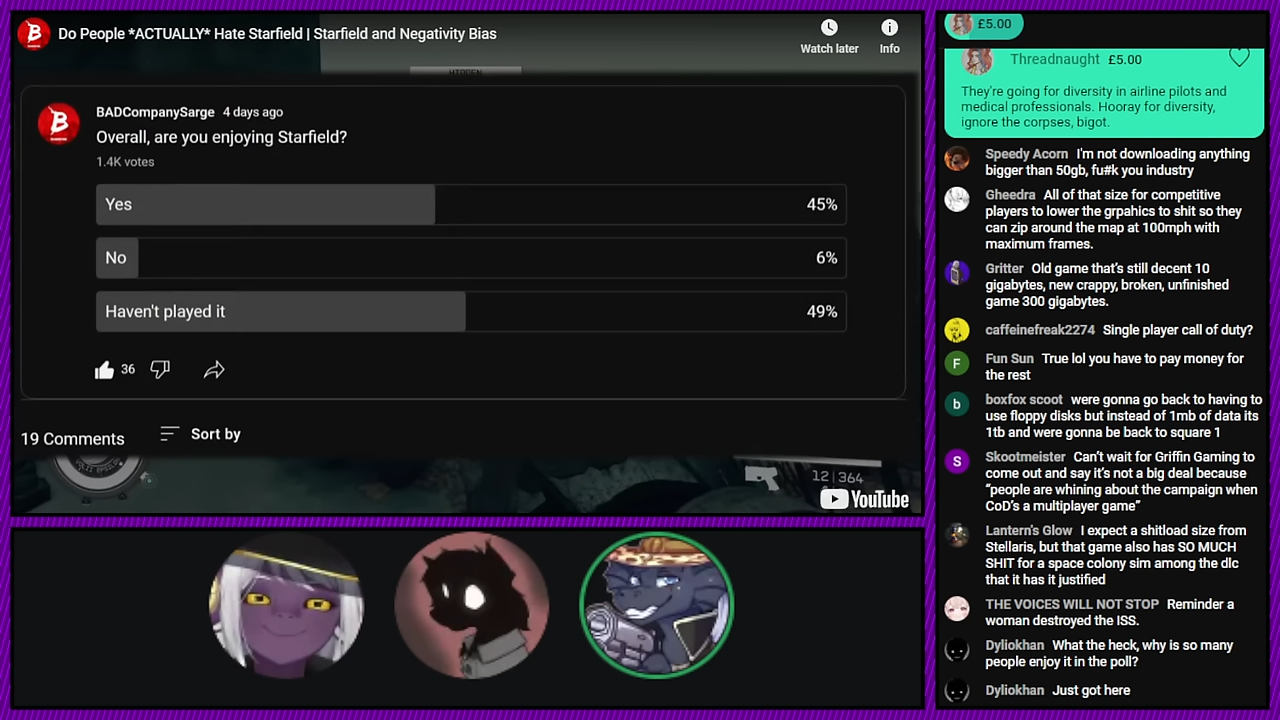 Do People *ACTUALLY* Hate Starfield | Starfield and Negativity Bias
Watch later
Info
HIDDEN
BADCompanySarge 4 days ago
Overall, are you enjoying Starfield?
1.4K votes
Yes 45%
No 6%
Haven't played it 49%
36
19 Comments
Sort by
12|364
YouTube
£5.00
Threadnaught £5.00
They're going for diversity in airline pilots and
medical professionals. Hooray for diversity,
ignore the corpses, bigot.
Speedy Acorn I'm not downloading anything
bigger than 50gb, fu#k you industry
Gheedra All of that size for competitive
players to lower the grpahics to shit so they
can zip around the map at 100mph with
maximum frames.
Gritter Old game that's still decent 10
gigabytes, new crappy, broken, unfinished
game 300 gigabytes.
caffeinefreak2274 Single player call of duty?
F
Fun Sun True lol you have to pay money for
the rest
b
boxfox scoot were gonna go back to having to
use floppy disks but instead of 1mb of data its
1tb and were gonna be back to square 1
S
Skootmeister Can't wait for Griffin Gaming to
come out and say it's not a big deal because
“people are whining about the campaign when
CoD's a multiplayer game”
Lantern's Glow I expect a shitload size from
Stellaris, but that game also has SO MUCH
SHIT for a space colony sim among the dlc
that it has it justified
THE VOICES WILL NOT STOP Reminder a
woman destroyed the ISS.
Dyliokhan What the heck, why is so many
people enjoy it in the poll?
Dyliokhan Just got here